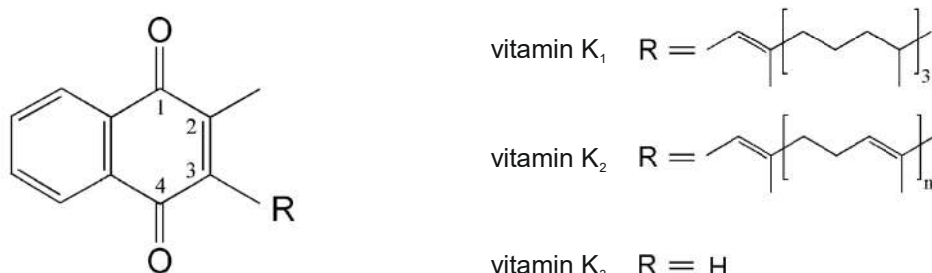 O
1
2
3
4
R
O
vitamin K₁ R = 3
vitamin K₂ R = n
vitamin K₃ R = H